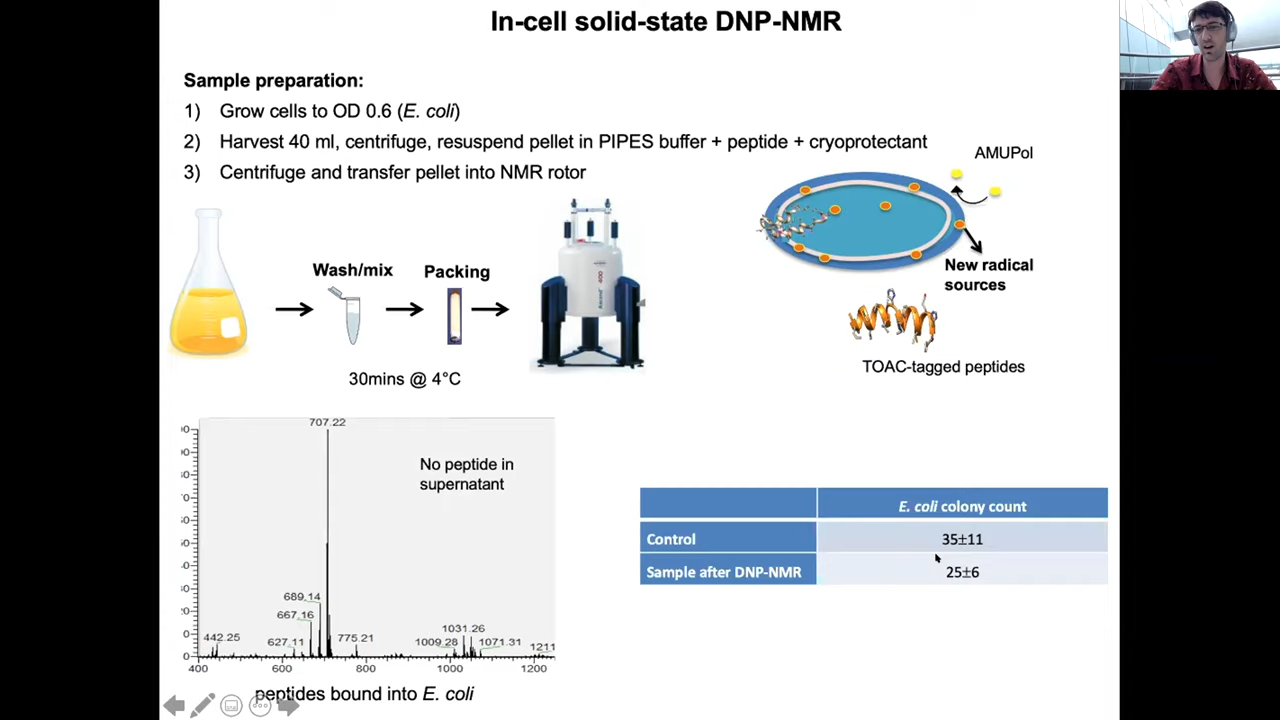 In-cell solid-state DNP-NMR
Sample preparation:
1) Grow cells to OD 0.6 (E. coli)
2) Harvest 40 ml, centrifuge, resuspend pellet in PIPES buffer + peptide + cryoprotectant
3) Centrifuge and transfer pellet into NMR rotor
AMUPol
New radical
sources
TOAC-tagged peptides
Wash/mix
Packing
30mins @ 4°C
707.22
No peptide in
supernatant
689.14
667.16
442.25
627.11
775.21
1009.28
1031.26
1071.31
1211
400 600 800 1000 1200
peptides bound into E. coli
E. coli colony count
Control 35±11
Sample after DNP-NMR 25±6